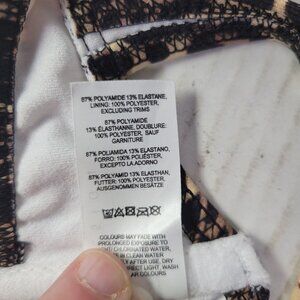 87% POLYAMIDE 13% ELASTANE,
LINING: 100% POLYESTER,
EXCLUDING TRIMS
87% POLYAMIDE
13% ÉLASTHANNE, DOUBLURE:
100% POLYESTER, SAUF
GARNITURE
87% POLIAMIDA 13% ELASTANO,
FORRO: 100% POLIÉSTER,
EXCEPTO LA ADORNO
87% POLYAMID 13% ELASTHAN,
FUTTER: 100% POLYESTER,
AUSGENOMMEN BESÄTZE
COLOURS MAY FADE WITH
PROLONGED EXPOSURE TO
CHLORINATED WATER,
IN CLEAN WATER
AFTER USE, DRY
DIRECT LIGHT, WASH
COLOURS